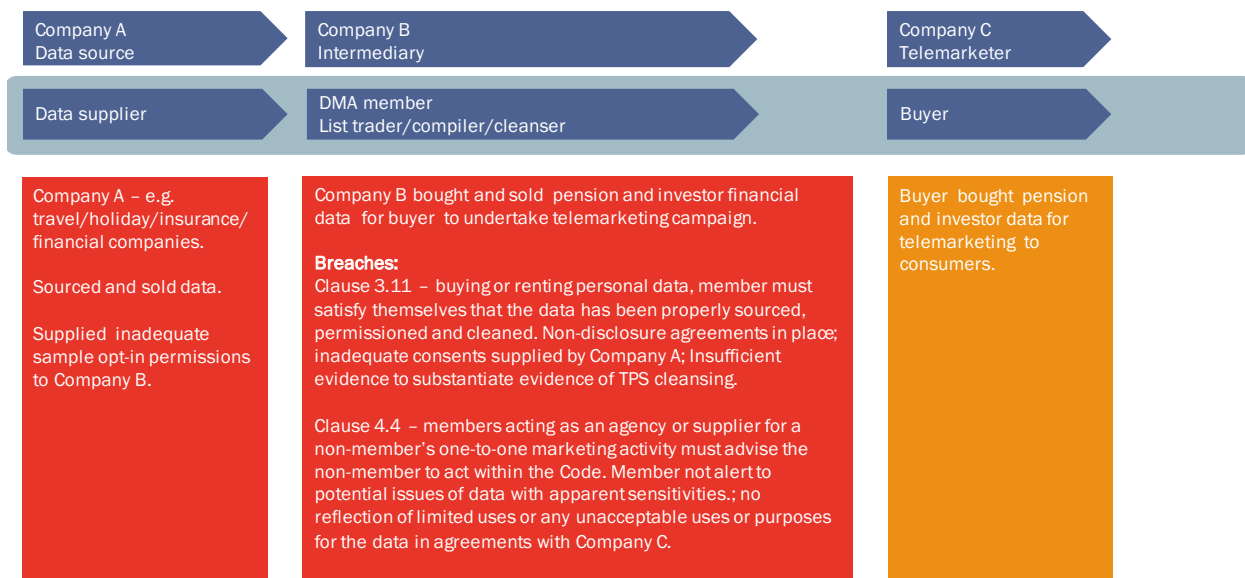 Company A
Data source
Company B
Intermediary
Company C
Telemarketer
Data supplier
DMA member
List trader/compiler/cleanser
Buyer
Company A – e.g.
travel/holiday/insurance/
financial companies.
Sourced and sold data.
Supplied inadequate
sample opt-in permissions
to Company B.
Company B bought and sold pension and investor financial
data for buyer to undertake telemarketing campaign.
Breaches:
Clause 3.11 – buying or renting personal data, member must
satisfy themselves that the data has been properly sourced,
permissioned and cleaned. Non-disclosure agreements in place;
inadequate consents supplied by Company A; Insufficient
evidence to substantiate evidence of TPS cleansing.
Clause 4.4 – members acting as an agency or supplier for a
non-member’s one-to-one marketing activity must advise the
non-member to act within the Code. Member not alert to
potential issues of data with apparent sensitivities.; no
reflection of limited uses or any unacceptable uses or purposes
for the data in agreements with Company C.
Buyer bought pension
and investor data for
telemarketing to
consumers.